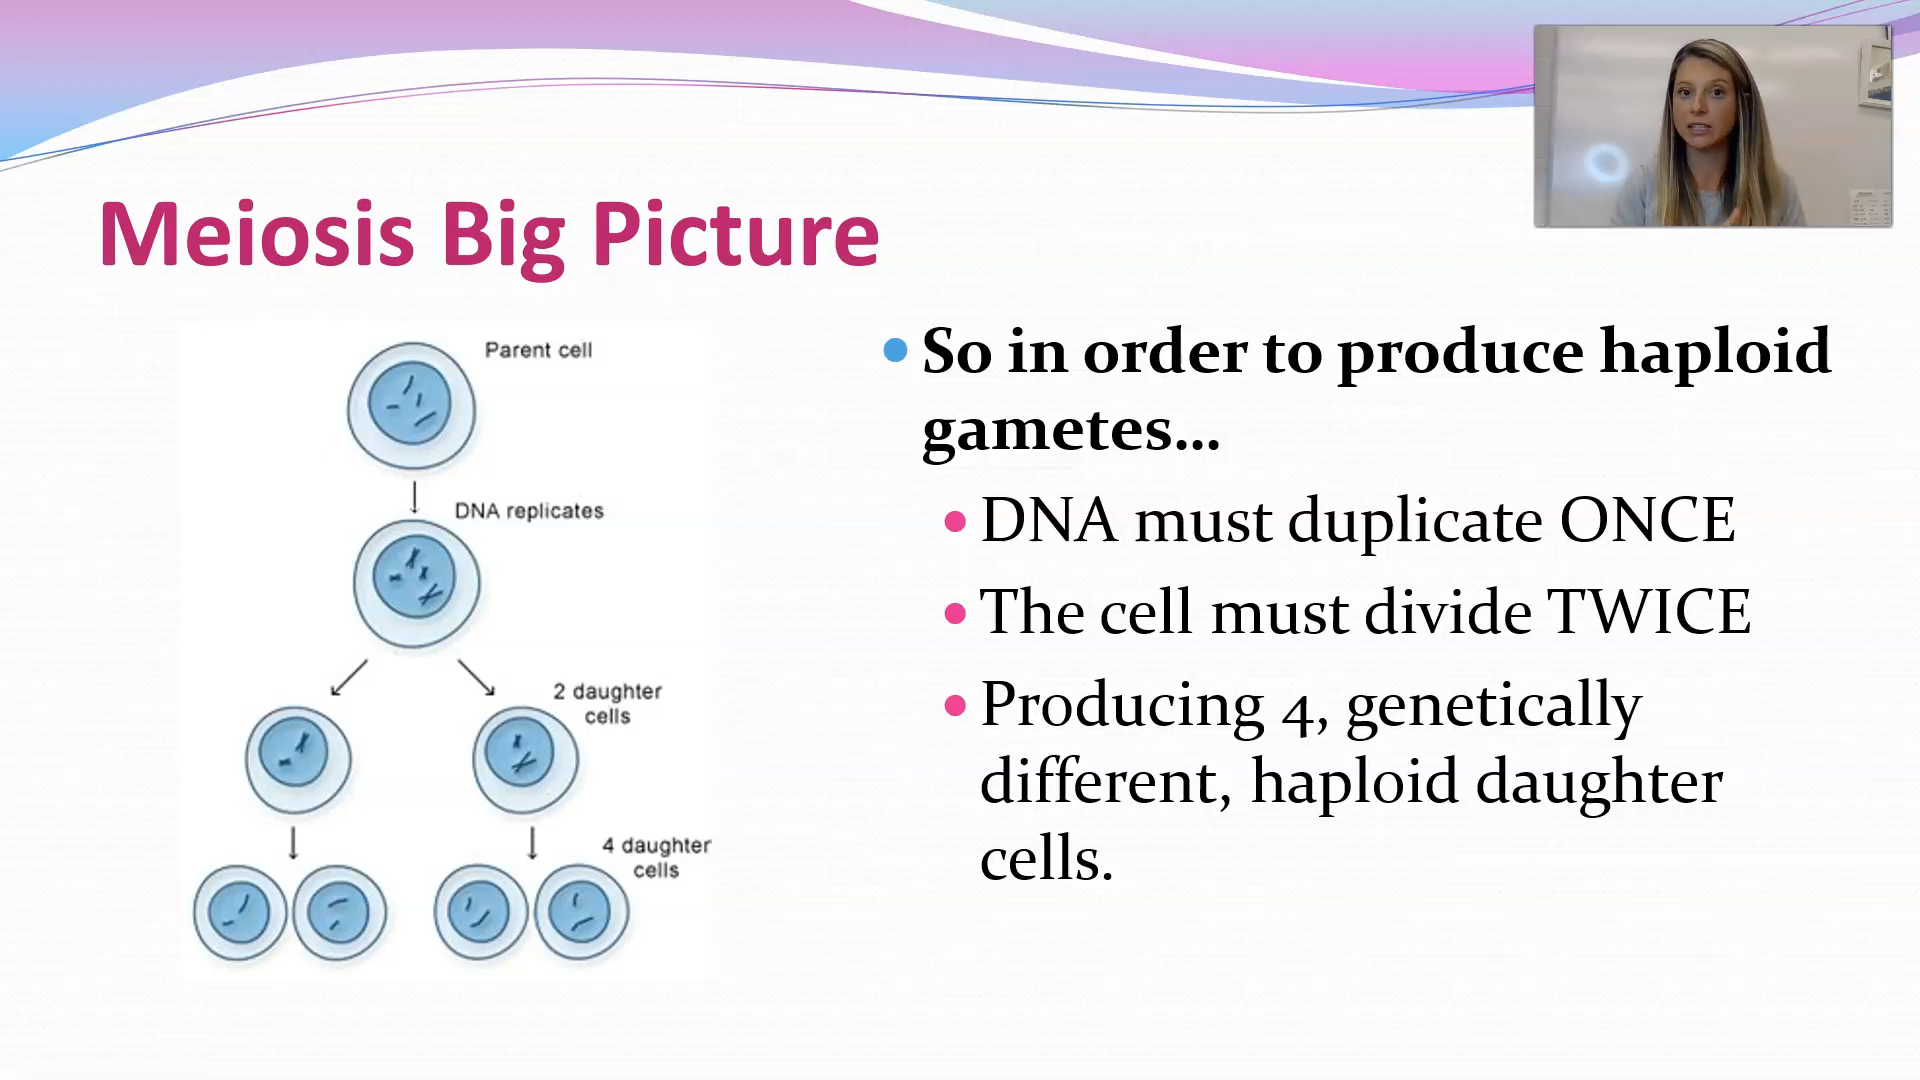 Meiosis Big Picture
Parent cell
DNA replicates
2 daughter
cells
4 daughter
cells
So in order to produce haploid
gametes...
DNA must duplicate ONCE
The cell must divide TWICE
Producing 4, genetically
different, haploid daughter
cells.